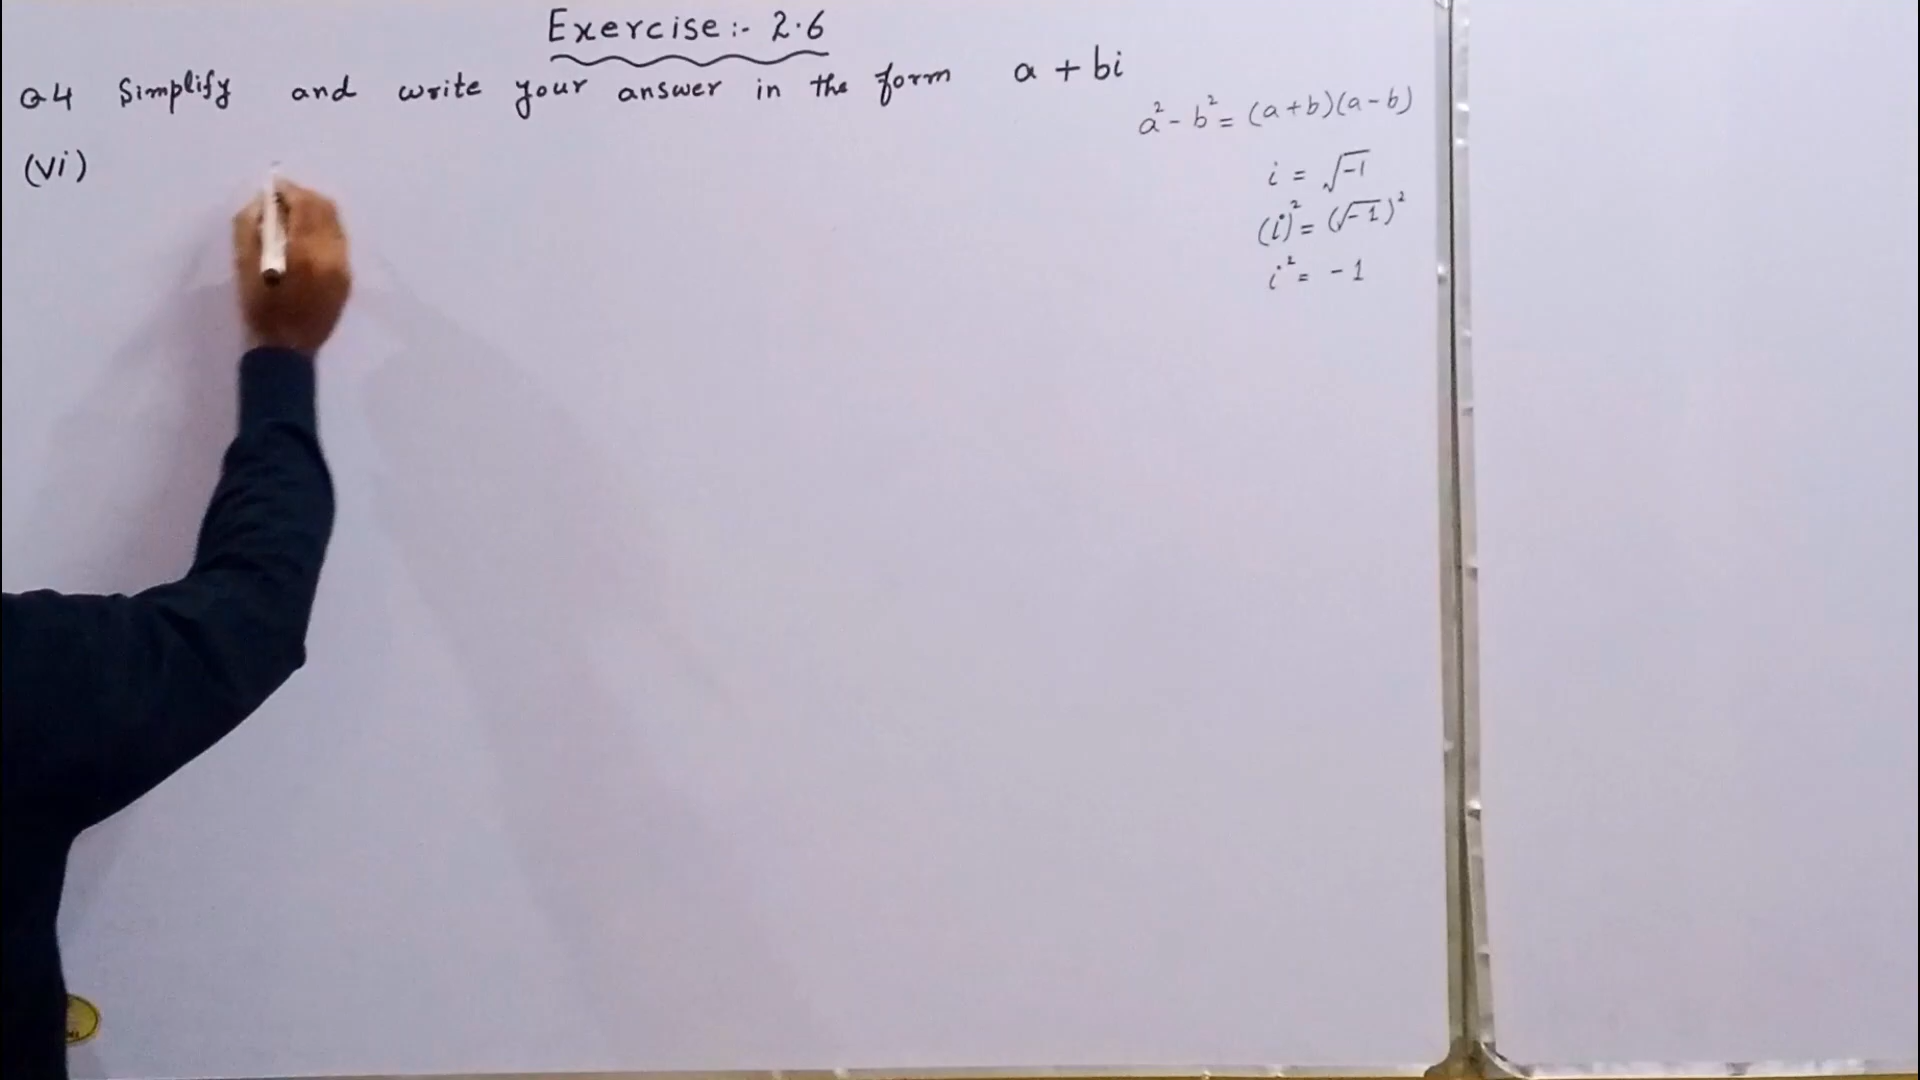 Exercise:- 2.6
Q4 Simplify and write your answer in the form a + bi
a² - b² = (a+b)(a-b)
(vi)
i = √-1
(i)² = (√-1)²
i² = -1